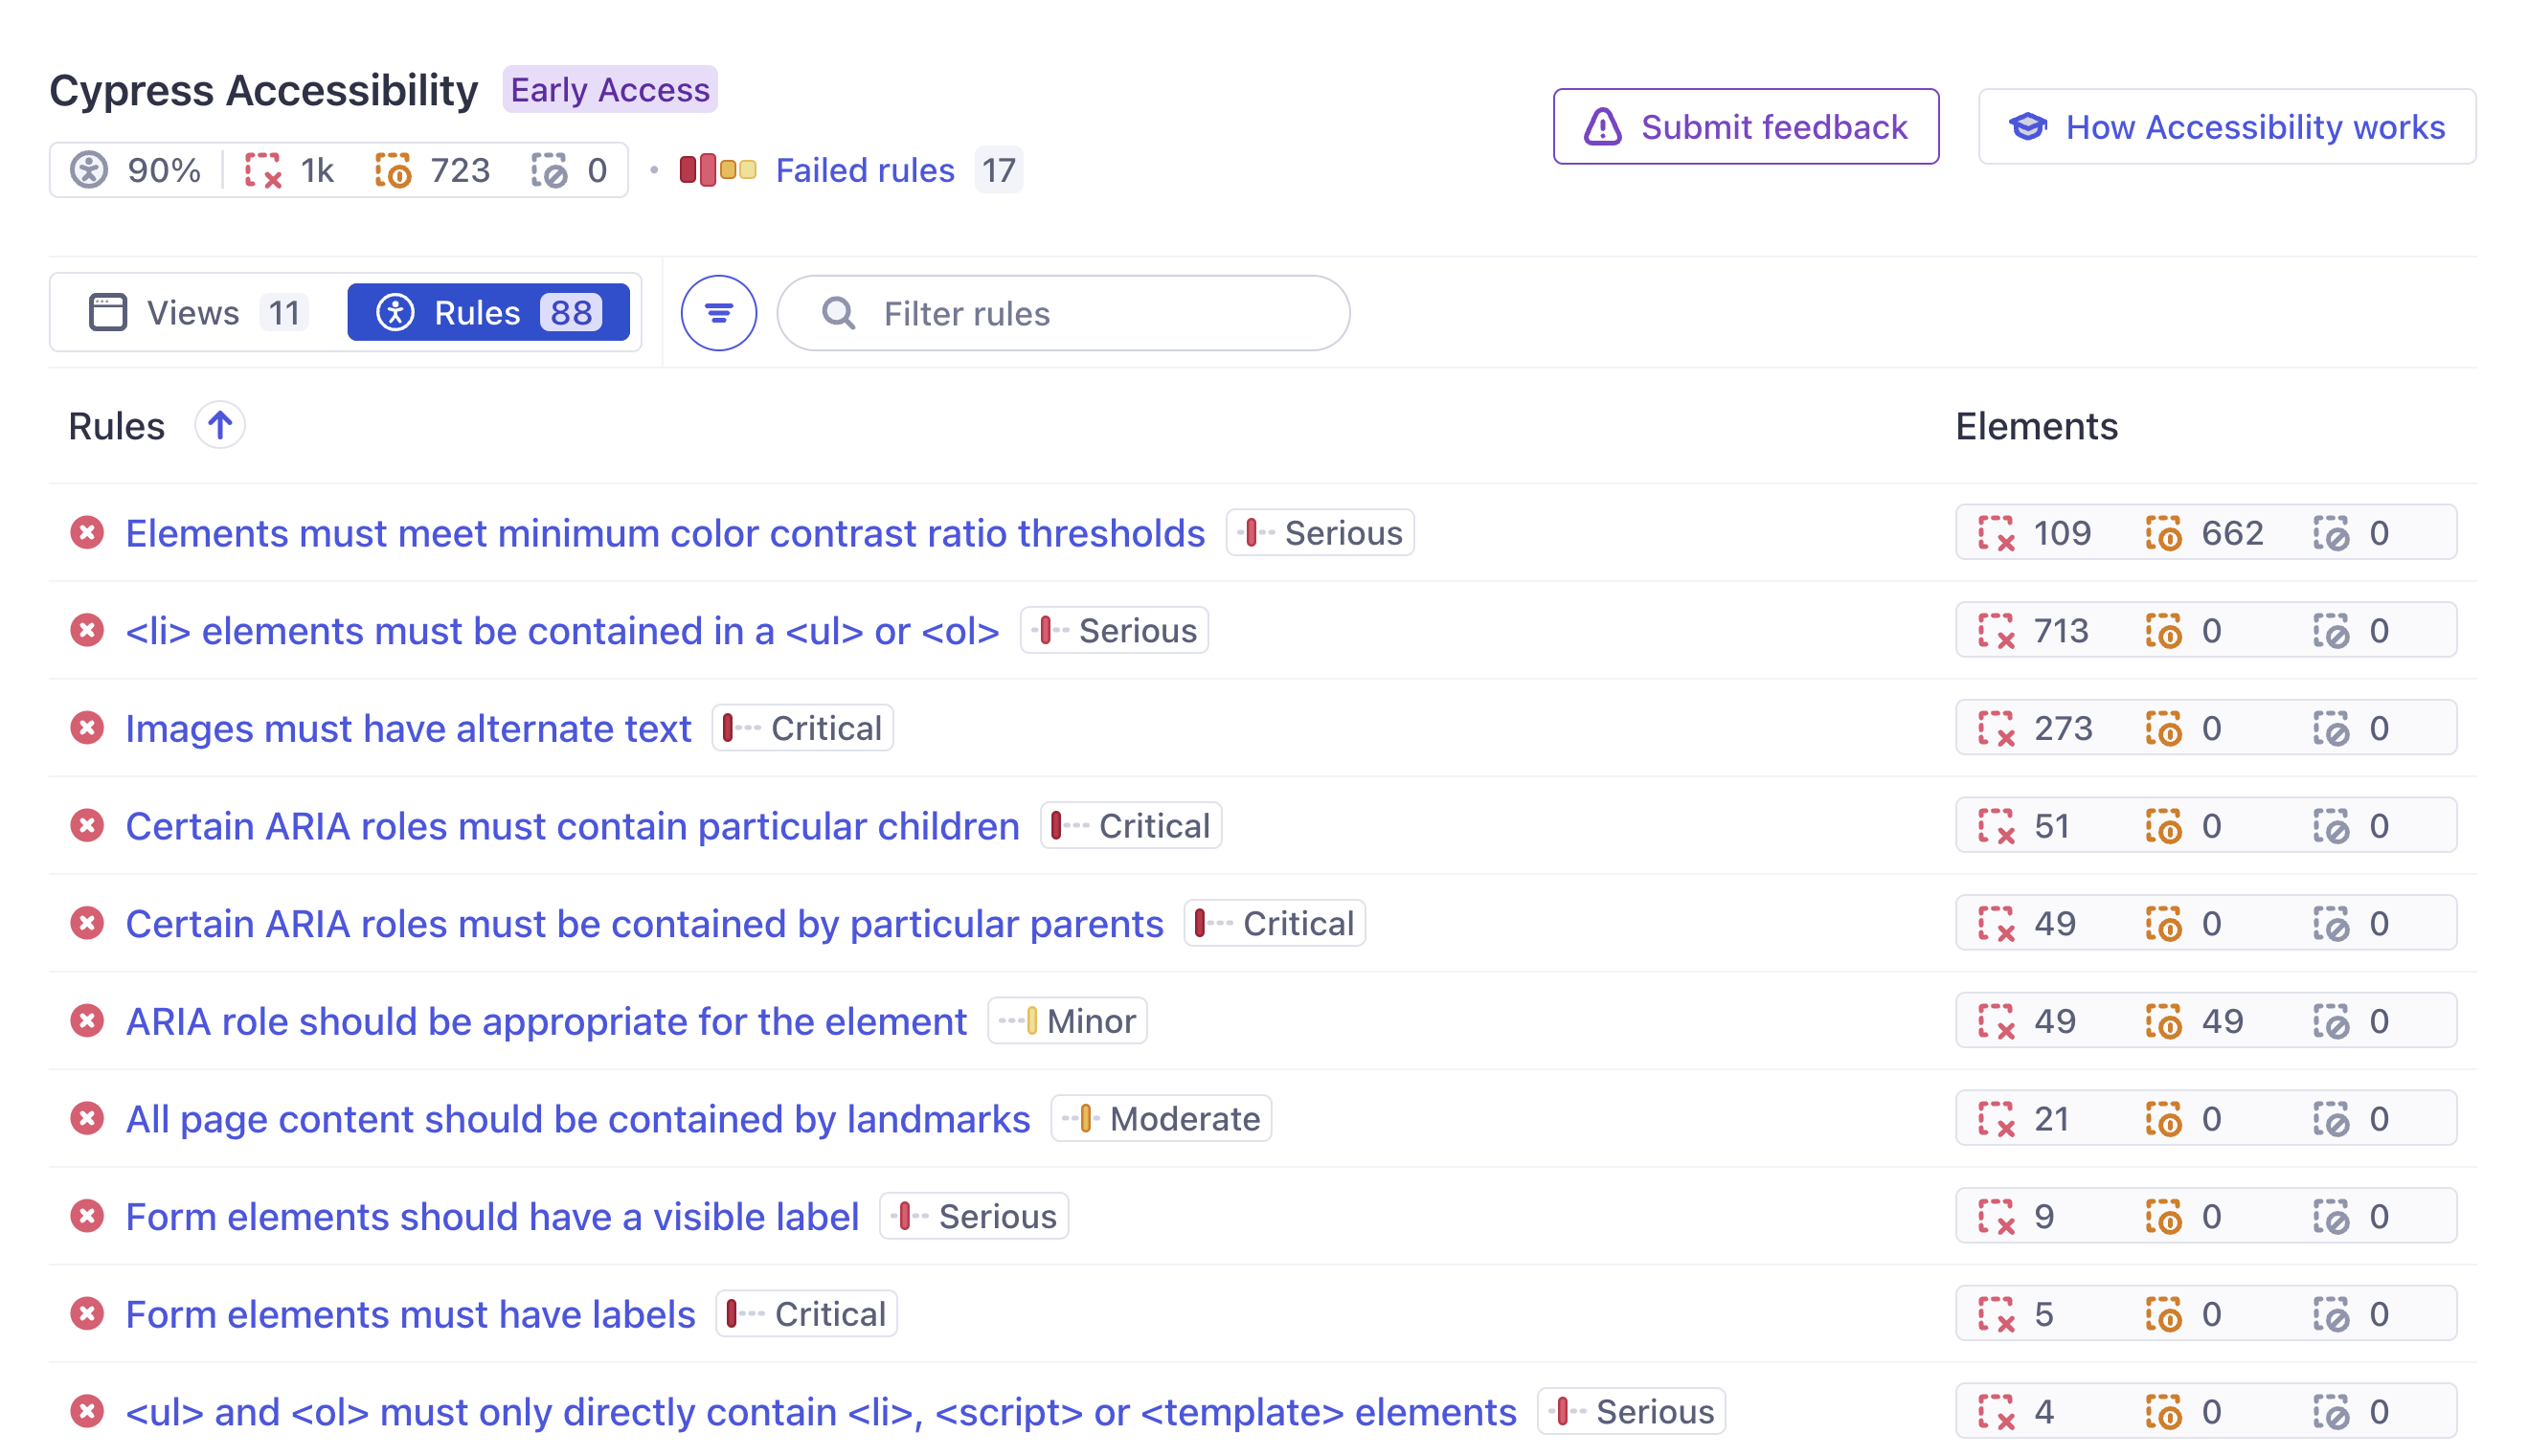 Cypress Accessibility Early Access
Submit feedback How Accessibility works
90% 1k 723 0 · Failed rules 17
Views 11 Rules 88 Filter rules
Rules Elements
Elements must meet minimum color contrast ratio thresholds Serious 109 662 0
<li> elements must be contained in a <ul> or <ol> Serious 713 0 0
Images must have alternate text Critical 273 0 0
Certain ARIA roles must contain particular children Critical 51 0 0
Certain ARIA roles must be contained by particular parents Critical 49 0 0
ARIA role should be appropriate for the element Minor 49 49 0
All page content should be contained by landmarks Moderate 21 0 0
Form elements should have a visible label Serious 9 0 0
Form elements must have labels Critical 5 0 0
<ul> and <ol> must only directly contain <li>, <script> or <template> elements Serious 4 0 0